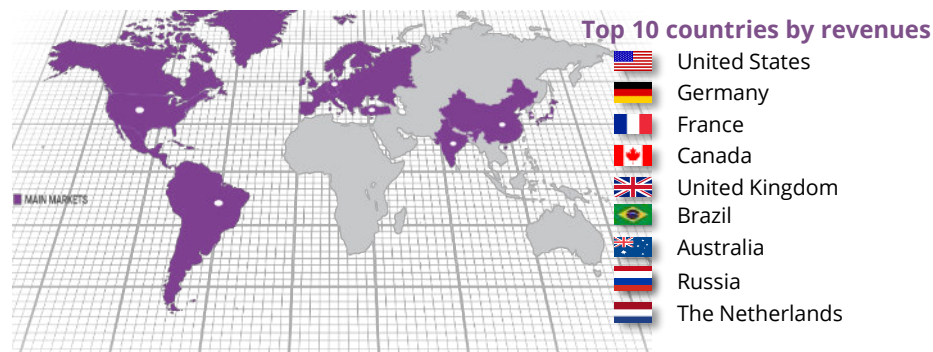 Top 10 countries by revenues
United States
Germany
France
Canada
United Kingdom
Brazil
Australia
Russia
The Netherlands
MAIN MARKETS